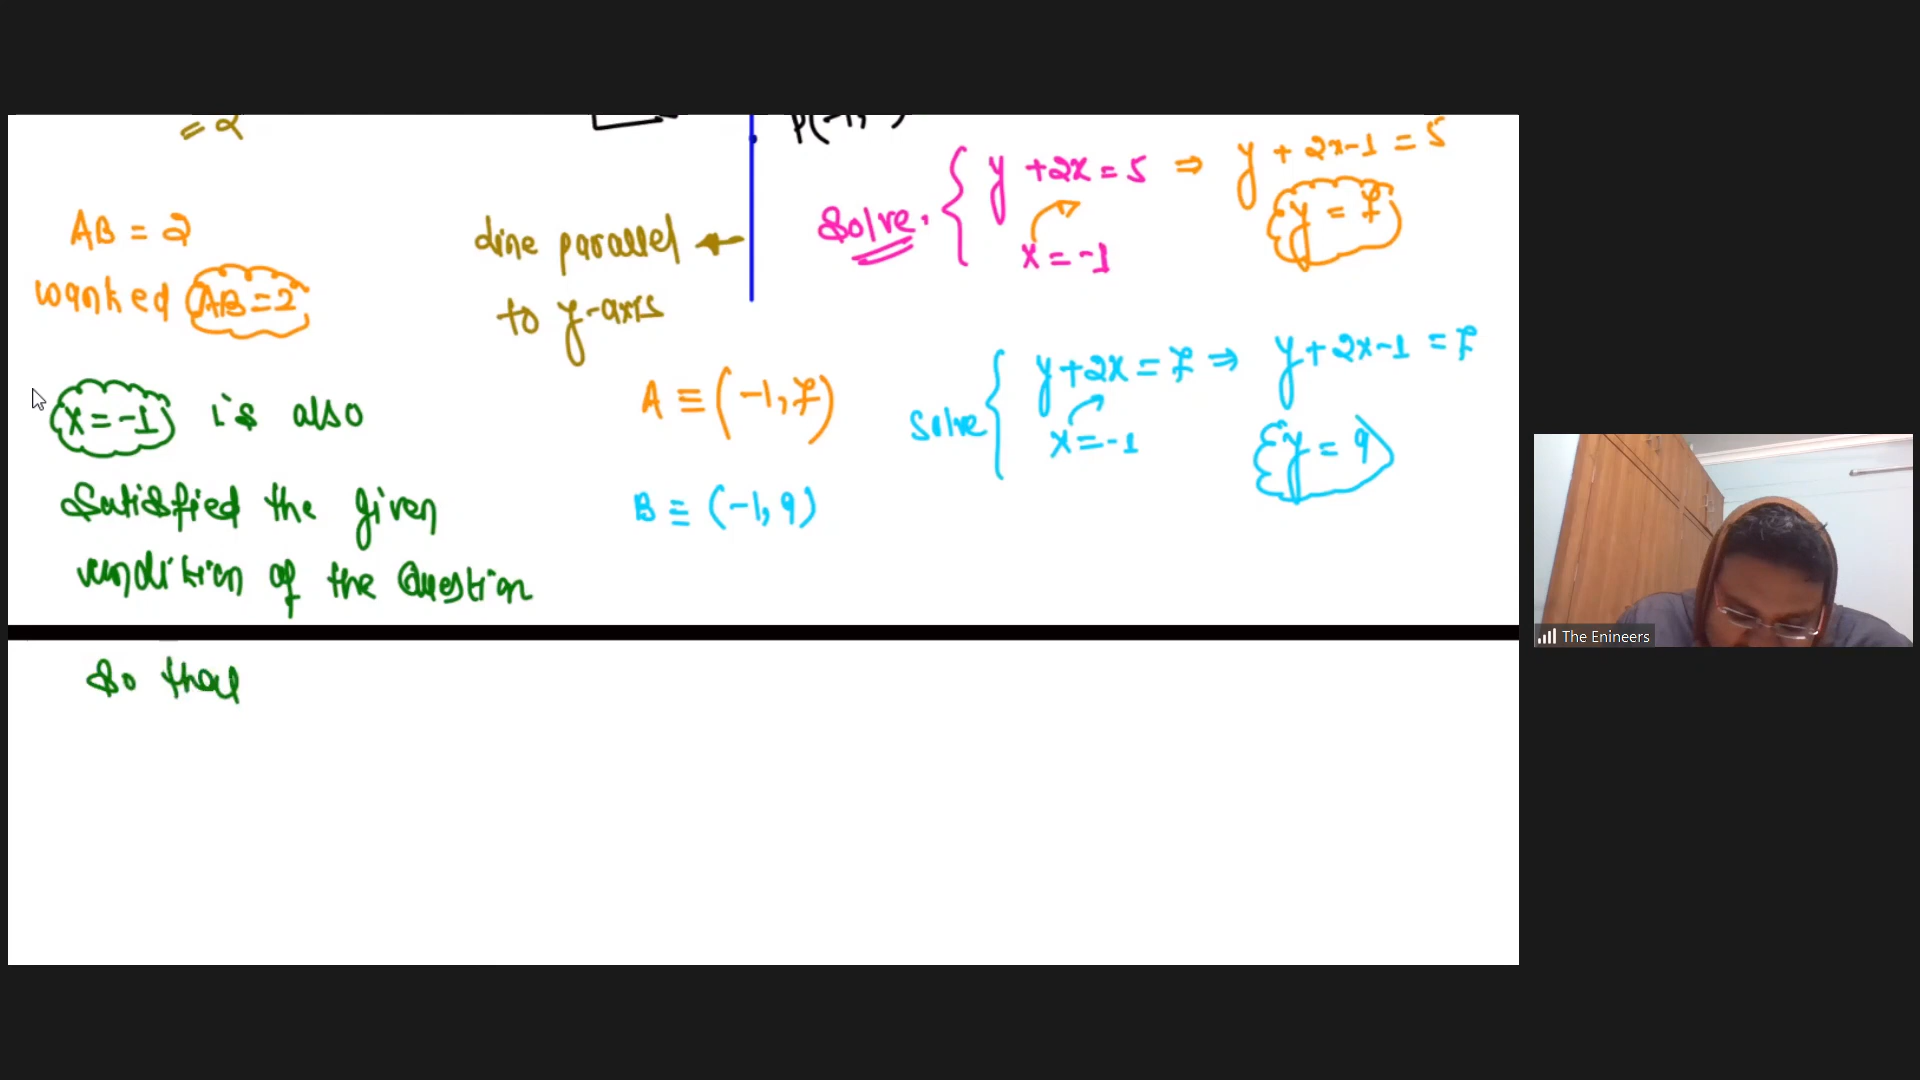 = 2
P(-1,
y + 2x = 5 ⇒ y + 2x-1 = 5
Solve.
x = -1
y = 7
AB = 2
wanted AB = 2
line parallel
to y-axis
x = -1 is also
satisfied the given
condition of the Question
A ≡ (-1, 7)
B ≡ (-1, 9)
y + 2x = 7 ⇒ y + 2x-1 = 7
Solve
x = -1
y = 9
So that
The Enineers